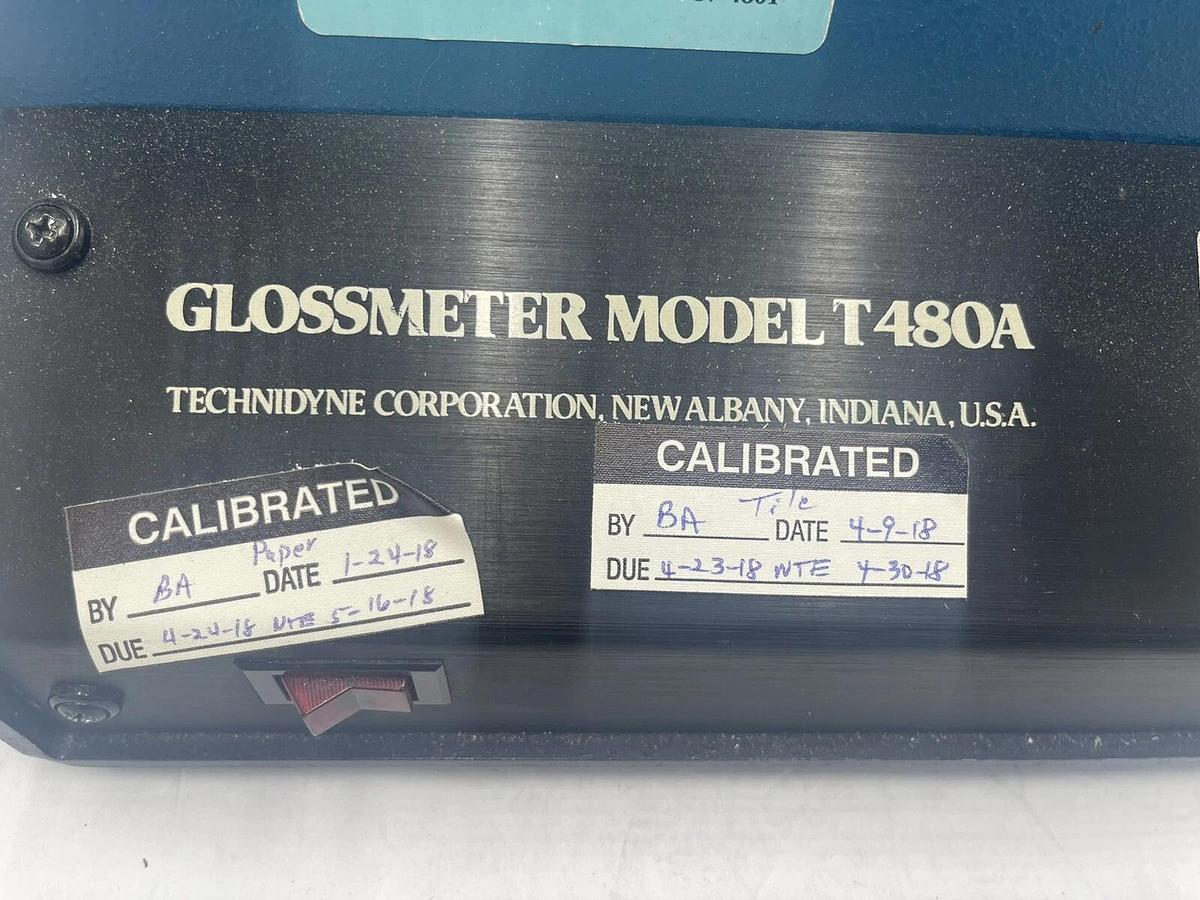 GLOSSMETER MODEL T480A
TECHNIDYNE CORPORATION, NEW ALBANY, INDIANA, U.S.A.
CALIBRATED
Paper
BY BA DATE 1-24-18
DUE 4-24-18 NTE 5-16-18
CALIBRATED
Tile
BY BA DATE 4-9-18
DUE 4-23-18 NTE 4-30-18